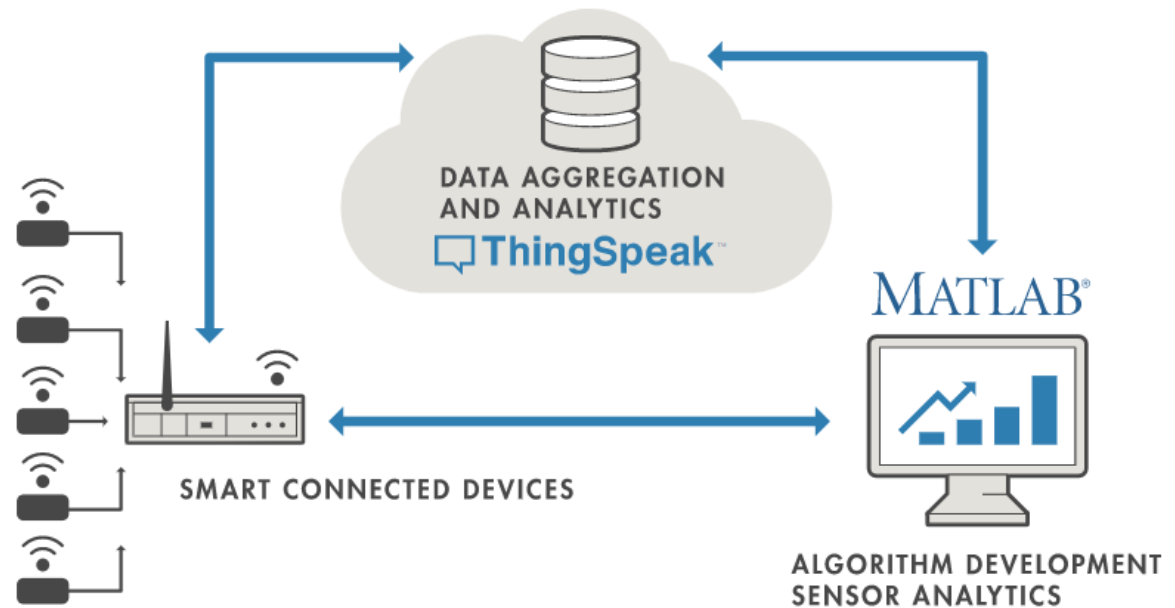 DATA AGGREGATION
AND ANALYTICS
ThingSpeak™
MATLAB®
SMART CONNECTED DEVICES
ALGORITHM DEVELOPMENT
SENSOR ANALYTICS